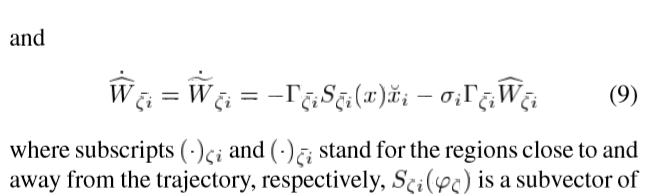 and
$\dot{\widehat{W}}_{\bar{\zeta}i} = \dot{\widetilde{W}}_{\bar{\zeta}i} = -\Gamma_{\bar{\zeta}i} S_{\bar{\zeta}i}(x) \breve{x}_i - \sigma_i \Gamma_{\bar{\zeta}i} \widehat{W}_{\bar{\zeta}i}$ (9)
where subscripts $(\cdot)_{\zeta i}$ and $(\cdot)_{\bar{\zeta}i}$ stand for the regions close to and
away from the trajectory, respectively, $S_{\zeta i}(\varphi_{\zeta})$ is a subvector of